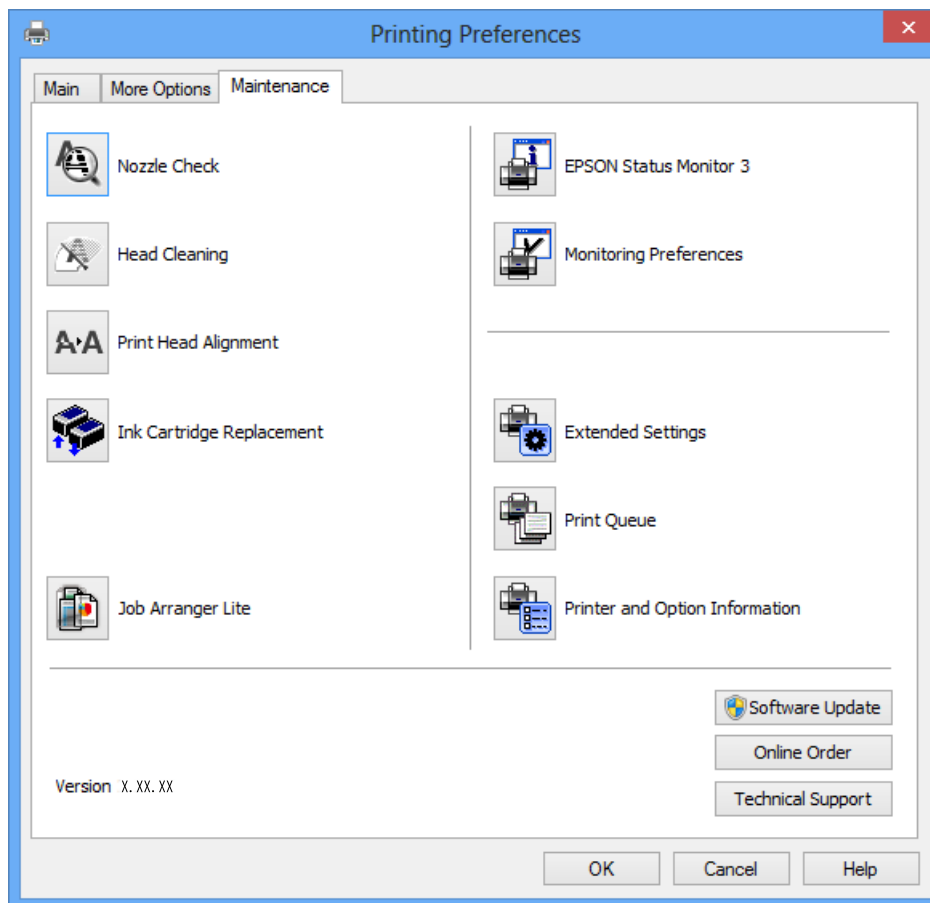 Printing Preferences
Main
More Options
Maintenance
Nozzle Check
Head Cleaning
A A Print Head Alignment
Ink Cartridge Replacement
Job Arranger Lite
EPSON Status Monitor 3
Monitoring Preferences
Extended Settings
Print Queue
Printer and Option Information
Software Update
Online Order
Technical Support
Version X.XX.XX
OK
Cancel
Help